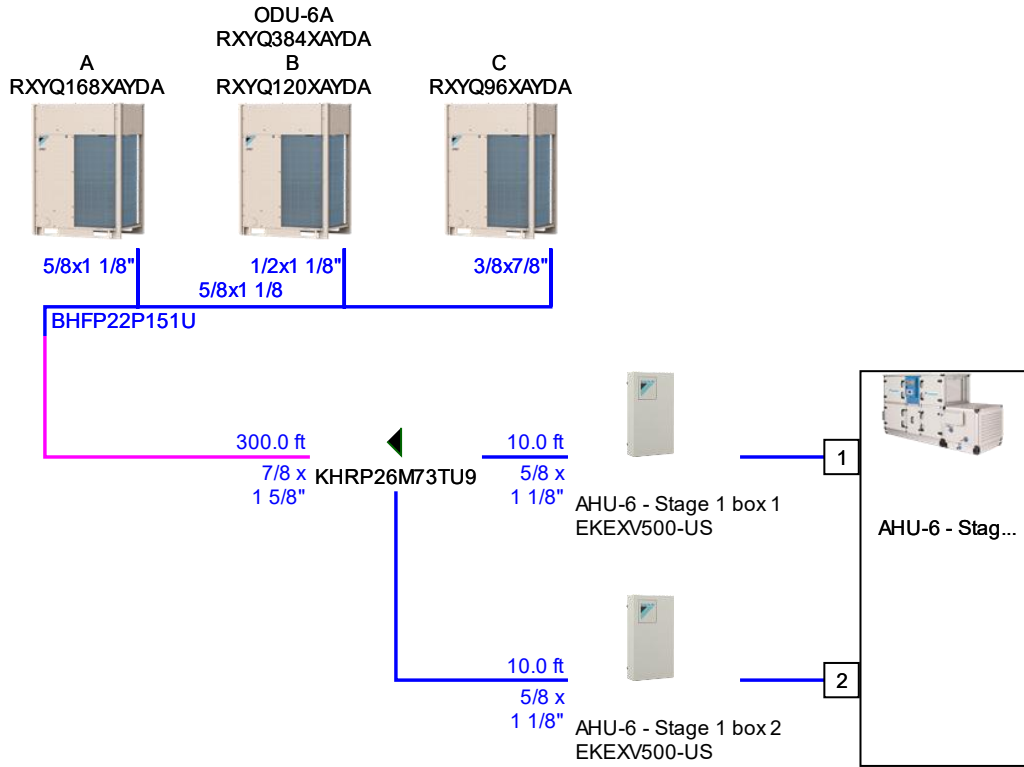 ODU-6A
RXYQ384XAYDA
A
B
C
RXYQ168XAYDA
RXYQ120XAYDA
RXYQ96XAYDA
5/8x1 1/8"
1/2x1 1/8"
3/8x7/8"
5/8x1 1/8
BHFP22P151U
300.0 ft
7/8 x
1 5/8"
KHRP26M73TU9
10.0 ft
5/8 x
1 1/8"
AHU-6 - Stage 1 box 1
EKEXV500-US
1
AHU-6 - Stag...
10.0 ft
5/8 x
1 1/8"
AHU-6 - Stage 1 box 2
EKEXV500-US
2